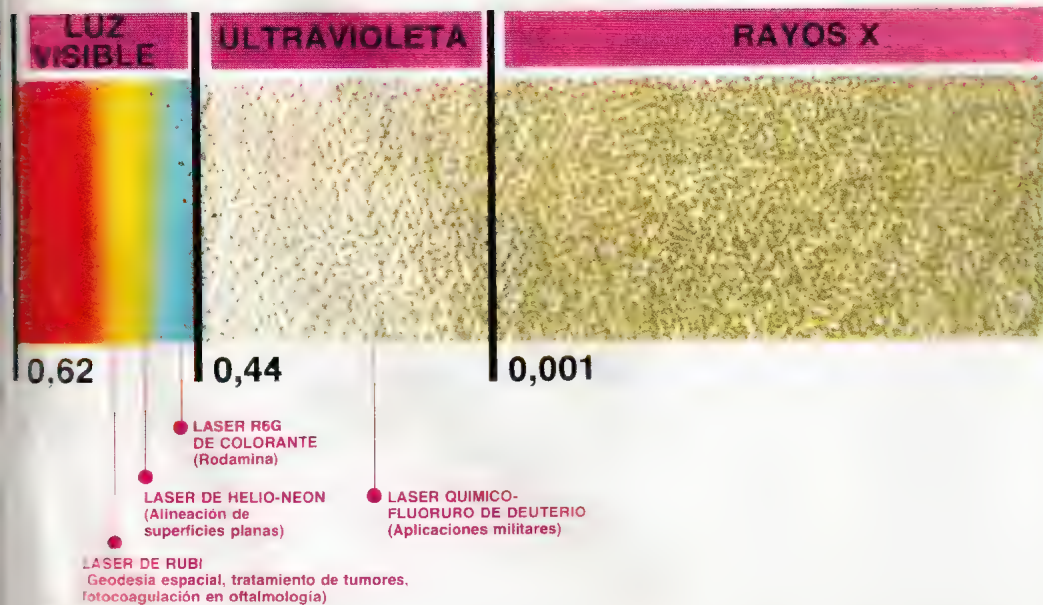 LUZ
VISIBLE
ULTRAVIOLETA
RAYOS X
0,62
0,44
0,001
LASER R6G
DE COLORANTE
(Rodamina)
LASER DE HELIO-NEON
(Alineación de
superficies planas)
LASER QUIMICO-
FLUORURO DE DEUTERIO
(Aplicaciones militares)
LASER DE RUBI
Geodesia espacial, tratamiento de tumores,
fotocoagulación en oftalmología)